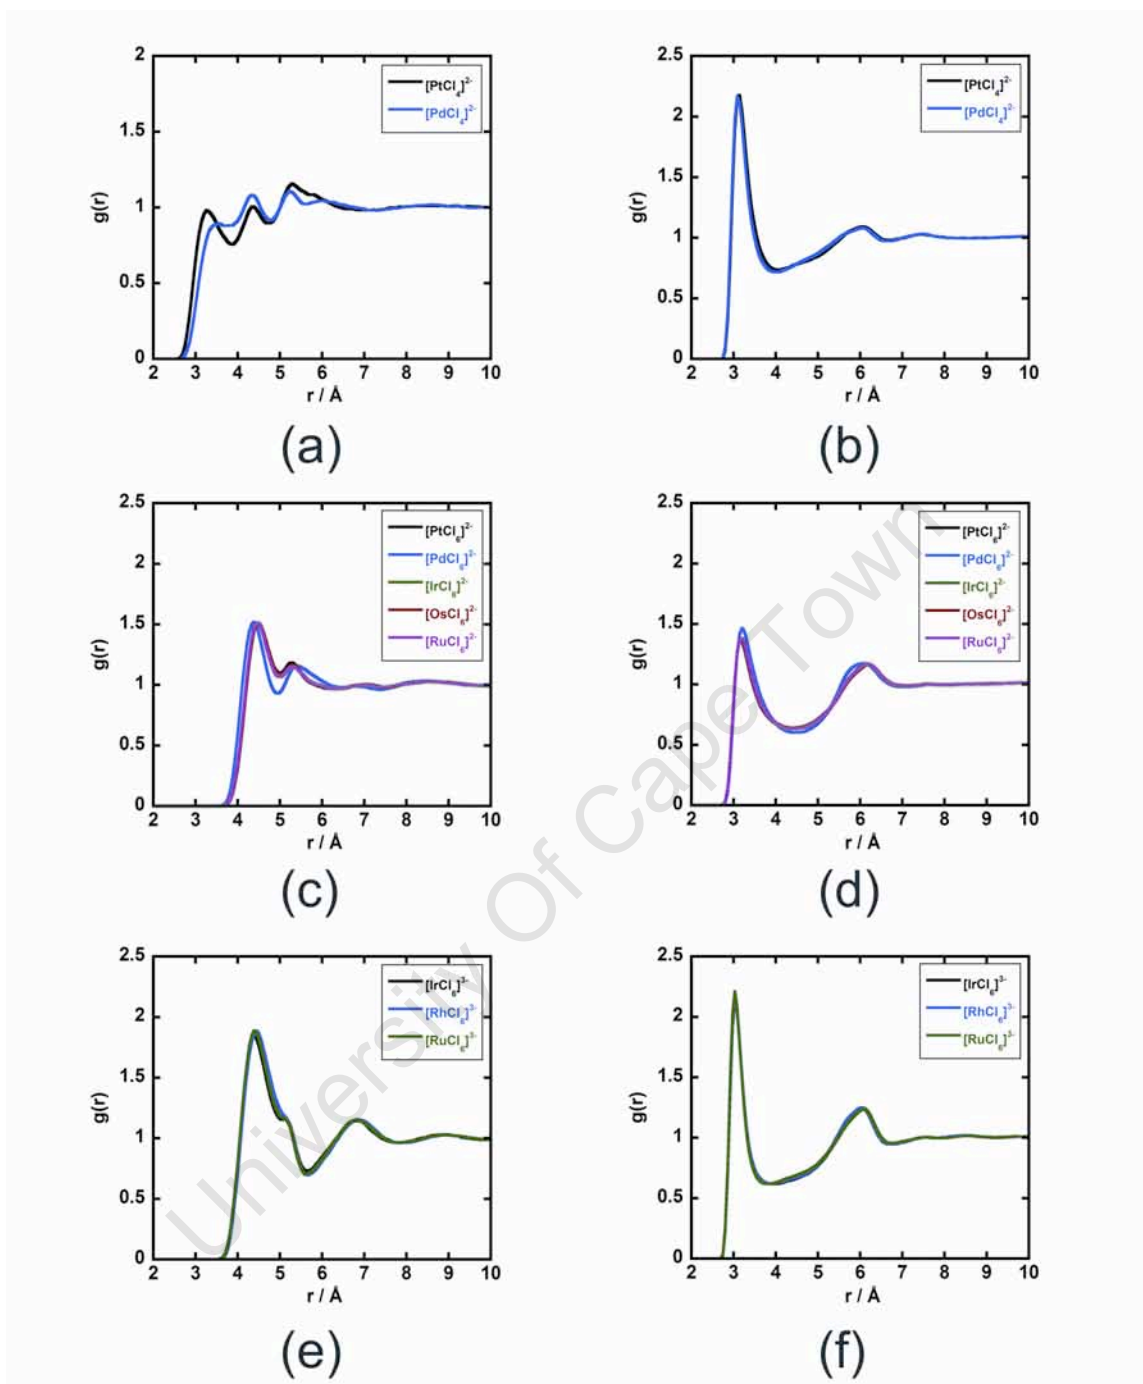 2
1.5
1
0.5
0
g(r)
[PtCl4]2-
[PdCl4]2-
2 3 4 5 6 7 8 9 10
r / Å
(a)
2.5
2
1.5
1
0.5
0
g(r)
[PtCl4]2-
[PdCl4]2-
2 3 4 5 6 7 8 9 10
r / Å
(b)
2.5
2
1.5
1
0.5
0
g(r)
[PtCl6]2-
[PdCl6]2-
[IrCl6]2-
[OsCl6]2-
[RuCl6]2-
2 3 4 5 6 7 8 9 10
r / Å
(c)
2.5
2
1.5
1
0.5
0
g(r)
[PtCl6]2-
[PdCl6]2-
[IrCl6]2-
[OsCl6]2-
[RuCl6]2-
2 3 4 5 6 7 8 9 10
r / Å
(d)
2.5
2
1.5
1
0.5
0
g(r)
[IrCl6]3-
[RhCl6]3-
[RuCl6]3-
2 3 4 5 6 7 8 9 10
r / Å
(e)
2.5
2
1.5
1
0.5
0
g(r)
[IrCl6]3-
[RhCl6]3-
[RuCl6]3-
2 3 4 5 6 7 8 9 10
r / Å
(f)
University Of Cape Town